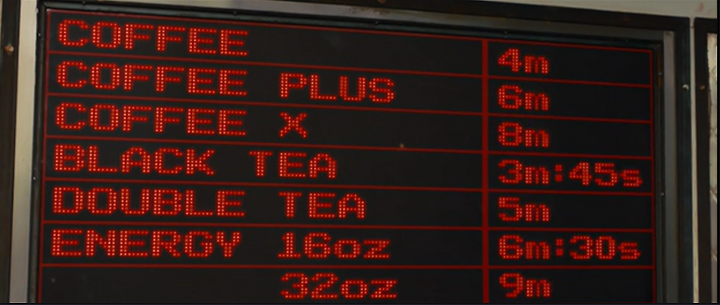 COFFEE 4m
COFFEE PLUS 6m
COFFEE X 8m
BLACK TEA 3m:45s
DOUBLE TEA 5m
ENERGY 16oz 6m:30s
32oz 9m